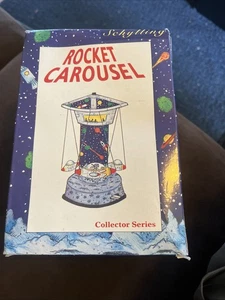 Schylling
ROCKET
CAROUSEL
Collector Series